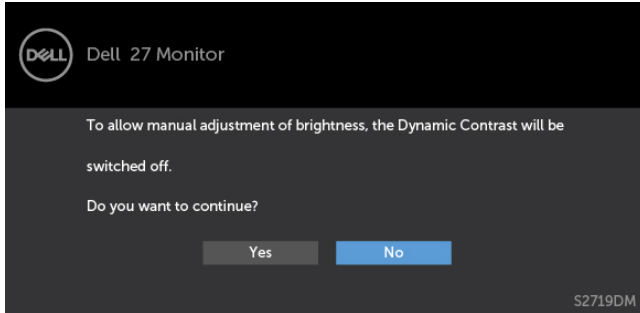 DELL
Dell 27 Monitor
To allow manual adjustment of brightness, the Dynamic Contrast will be
switched off.
Do you want to continue?
Yes No
S2719DM